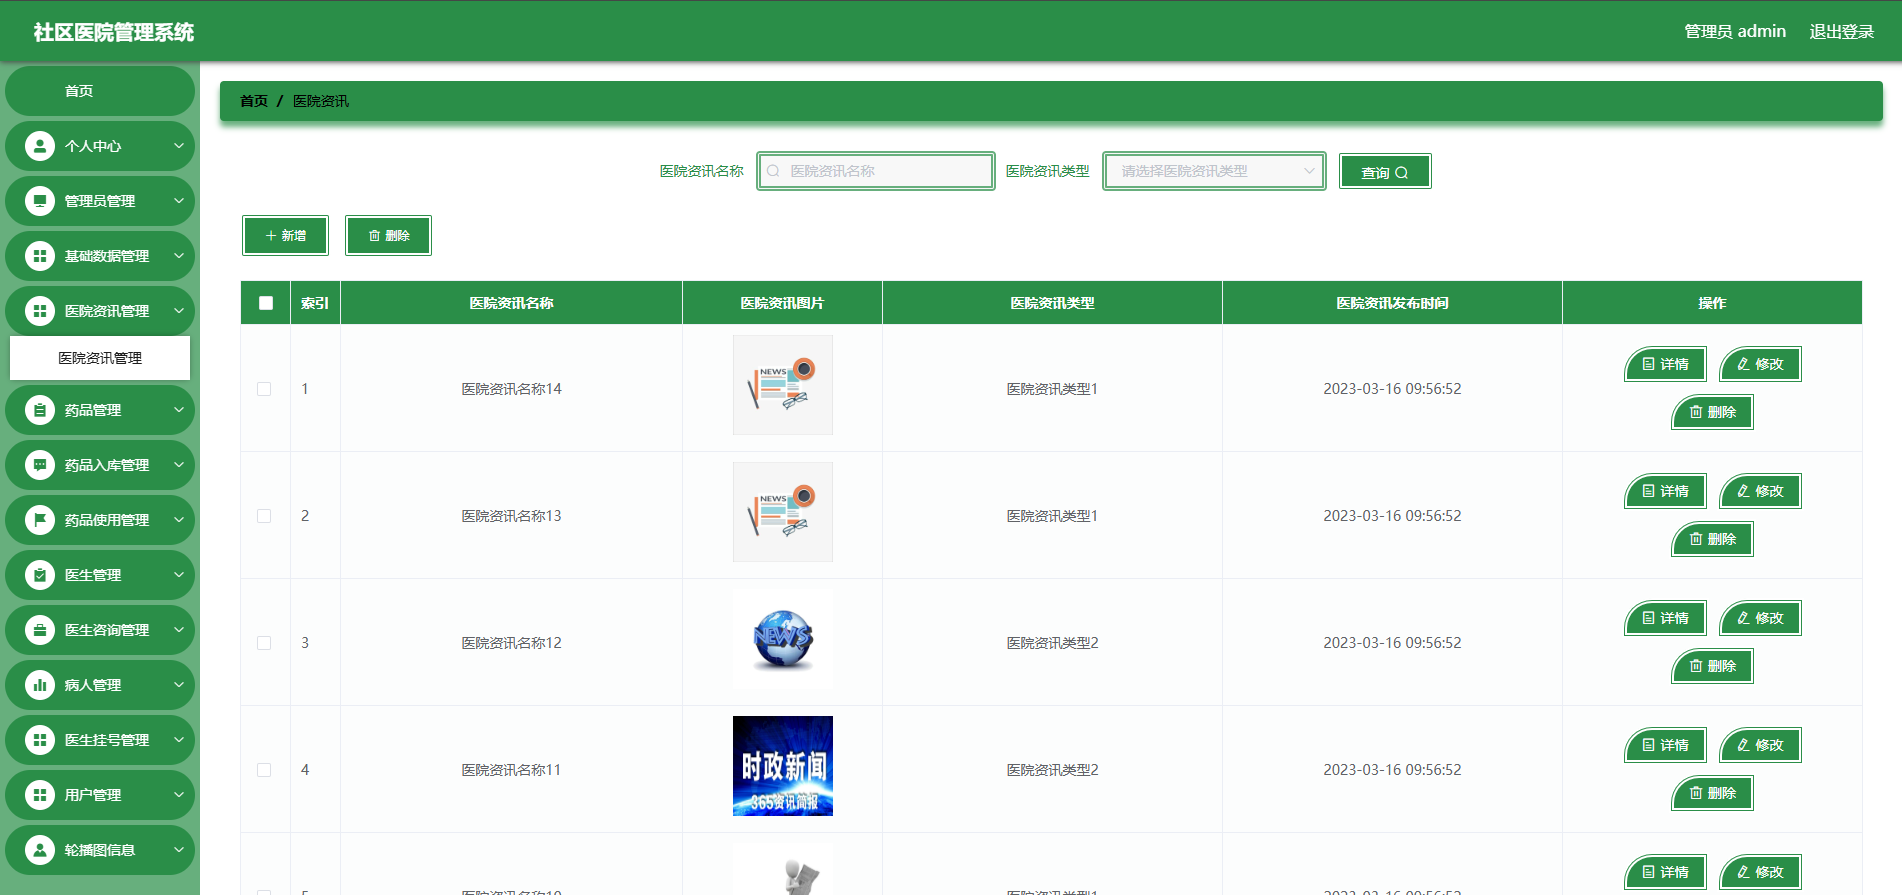 社区医院管理系统
管理员 admin 退出登录
首页
个人中心
管理员管理
基础数据管理
医院资讯管理
医院资讯管理
药品管理
药品入库管理
药品使用管理
医生管理
医生咨询管理
病人管理
医生挂号管理
用户管理
轮播图信息
首页 / 医院资讯
医院资讯名称 医院资讯名称 医院资讯类型 请选择医院资讯类型 查询
新增 删除
索引 医院资讯名称 医院资讯图片 医院资讯类型 医院资讯发布时间 操作
NEWS
1 医院资讯名称14 医院资讯类型1 2023-03-16 09:56:52 详情 修改
删除
NEWS
2 医院资讯名称13 医院资讯类型1 2023-03-16 09:56:52 详情 修改
删除
NEWS
3 医院资讯名称12 医院资讯类型2 2023-03-16 09:56:52 详情 修改
删除
时政新闻
365资讯简报
4 医院资讯名称11 医院资讯类型2 2023-03-16 09:56:52 详情 修改
删除
详情 修改
5 医院资讯名称10 医院资讯类型1 2023-03-16 09:56:52